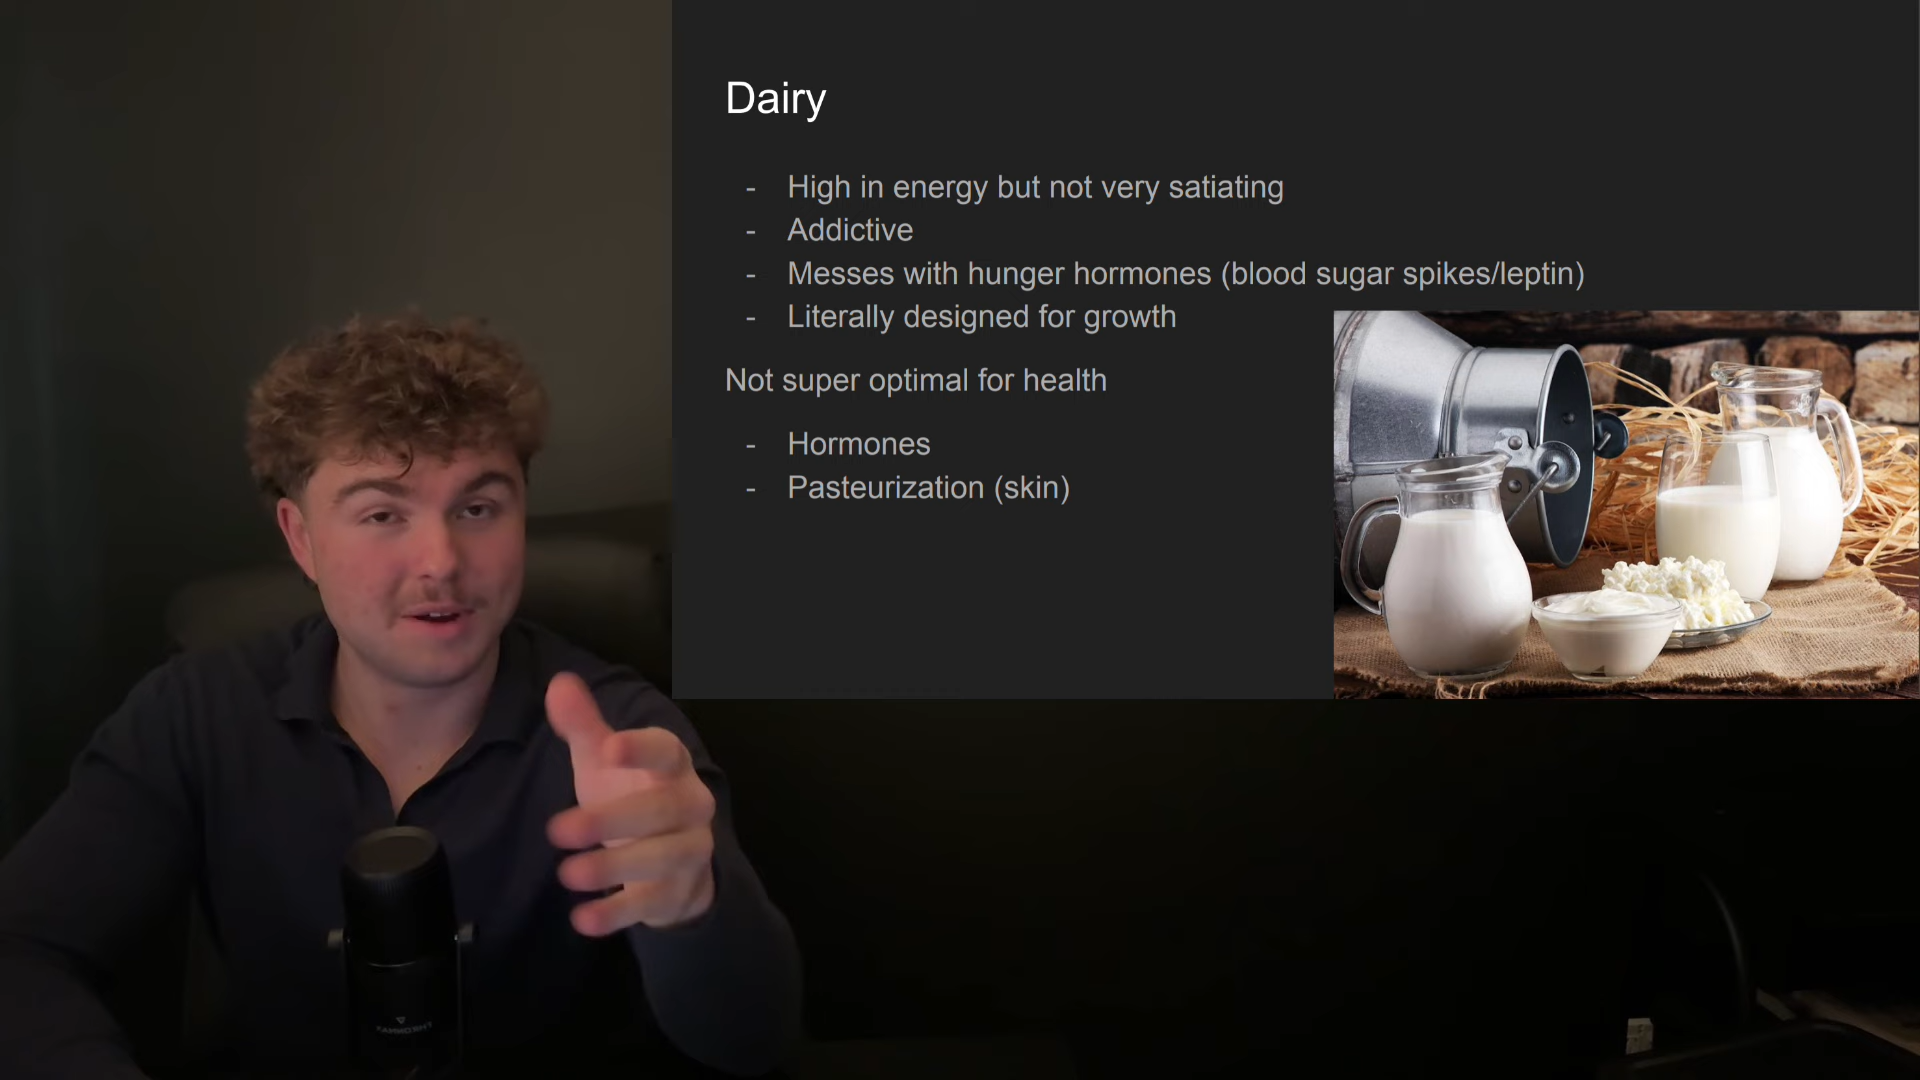 Dairy
- High in energy but not very satiating
- Addictive
- Messes with hunger hormones (blood sugar spikes/leptin)
- Literally designed for growth
Not super optimal for health
- Hormones
- Pasteurization (skin)